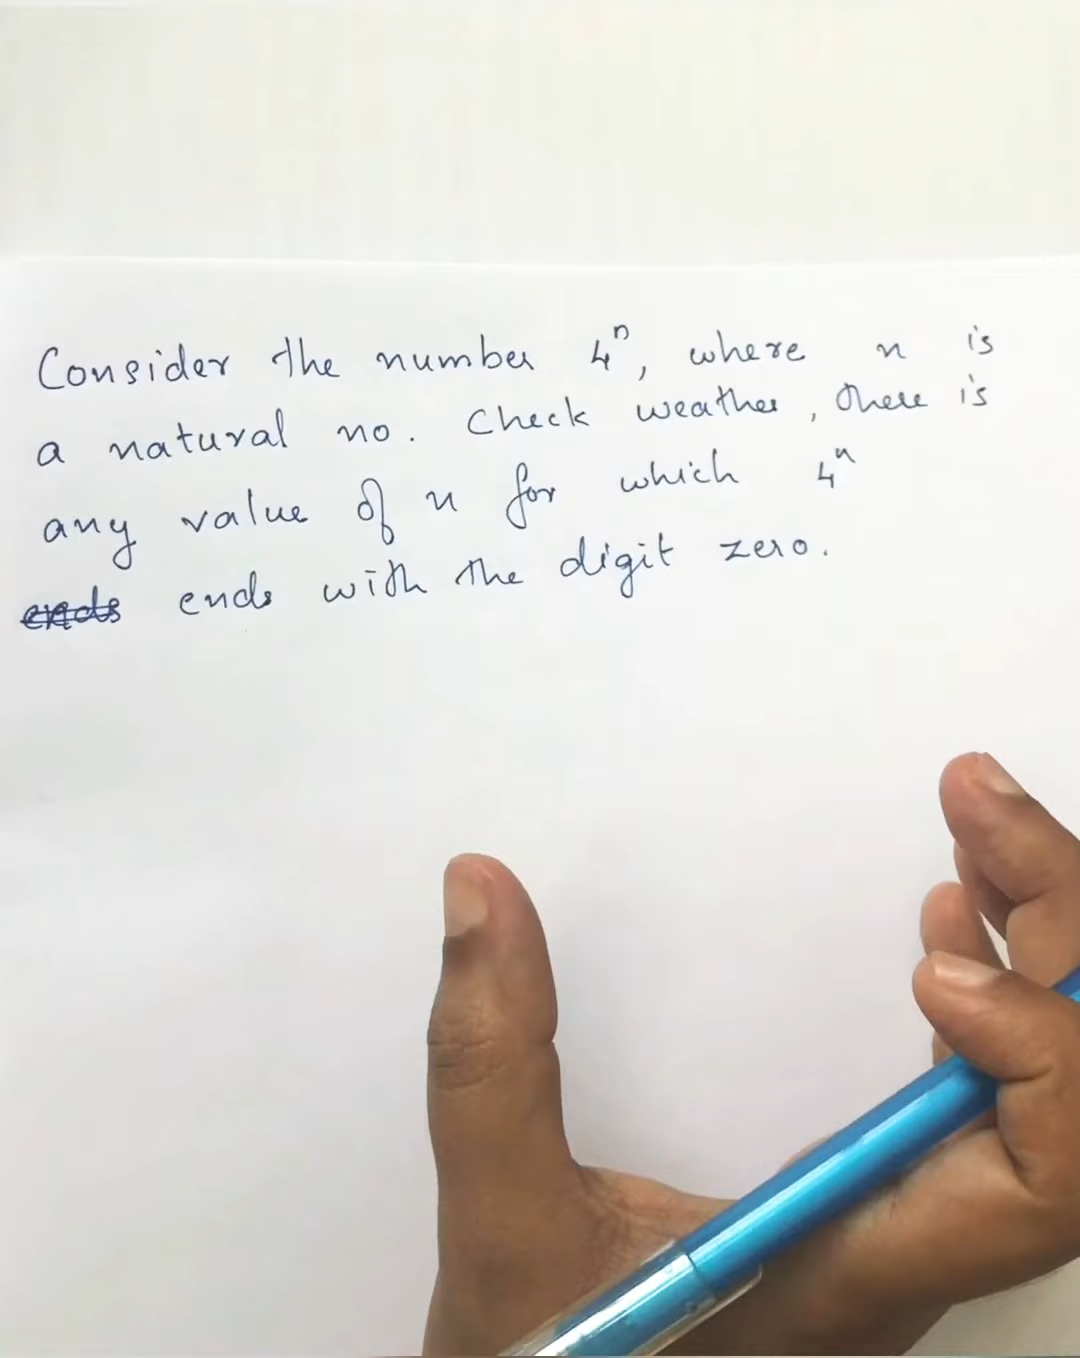 Consider the number 4ⁿ, where n is
a natural no. Check weather, there is
any value of n for which 4ⁿ
ends ends with the digit zero.